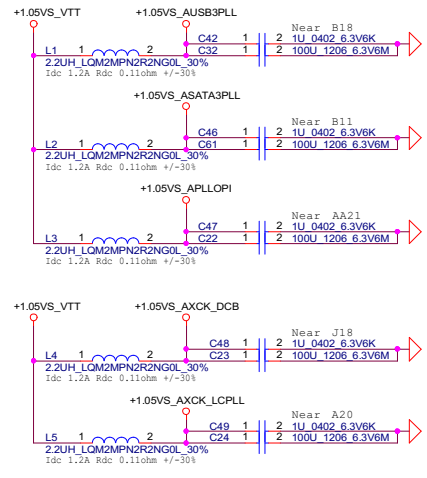 +1.05VS_VTT +1.05VS_AUSB3PLL
Near B18
C42 1 2 1U_0402_6.3V6K
L1 1 2 C32 1 2 100U_1206_6.3V6M
2.2UH_LQM2MPN2R2NG0L_30%
Idc 1.2A Rdc 0.11ohm +/-30%
+1.05VS_ASATA3PLL
Near B11
C46 1 2 1U_0402_6.3V6K
L2 1 2 C61 1 2 100U_1206_6.3V6M
2.2UH_LQM2MPN2R2NG0L_30%
Idc 1.2A Rdc 0.11ohm +/-30%
+1.05VS_APLLOPI
Near AA21
C47 1 2 1U_0402_6.3V6K
L3 1 2 C22 1 2 100U_1206_6.3V6M
2.2UH_LQM2MPN2R2NG0L_30%
Idc 1.2A Rdc 0.11ohm +/-30%
+1.05VS_VTT +1.05VS_AXCK_DCB
Near J18
C48 1 2 1U_0402_6.3V6K
L4 1 2 C23 1 2 100U_1206_6.3V6M
2.2UH_LQM2MPN2R2NG0L_30%
Idc 1.2A Rdc 0.11ohm +/-30%
+1.05VS_AXCK_LCPLL
Near A20
C49 1 2 1U_0402_6.3V6K
L5 1 2 C24 1 2 100U_1206_6.3V6M
2.2UH_LQM2MPN2R2NG0L_30%
Idc 1.2A Rdc 0.11ohm +/-30%